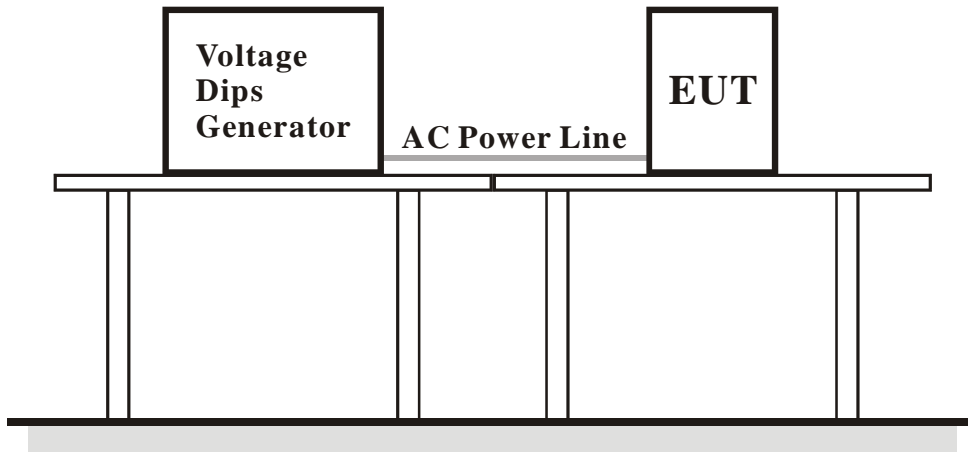 Voltage
Dips
Generator
AC Power Line
EUT